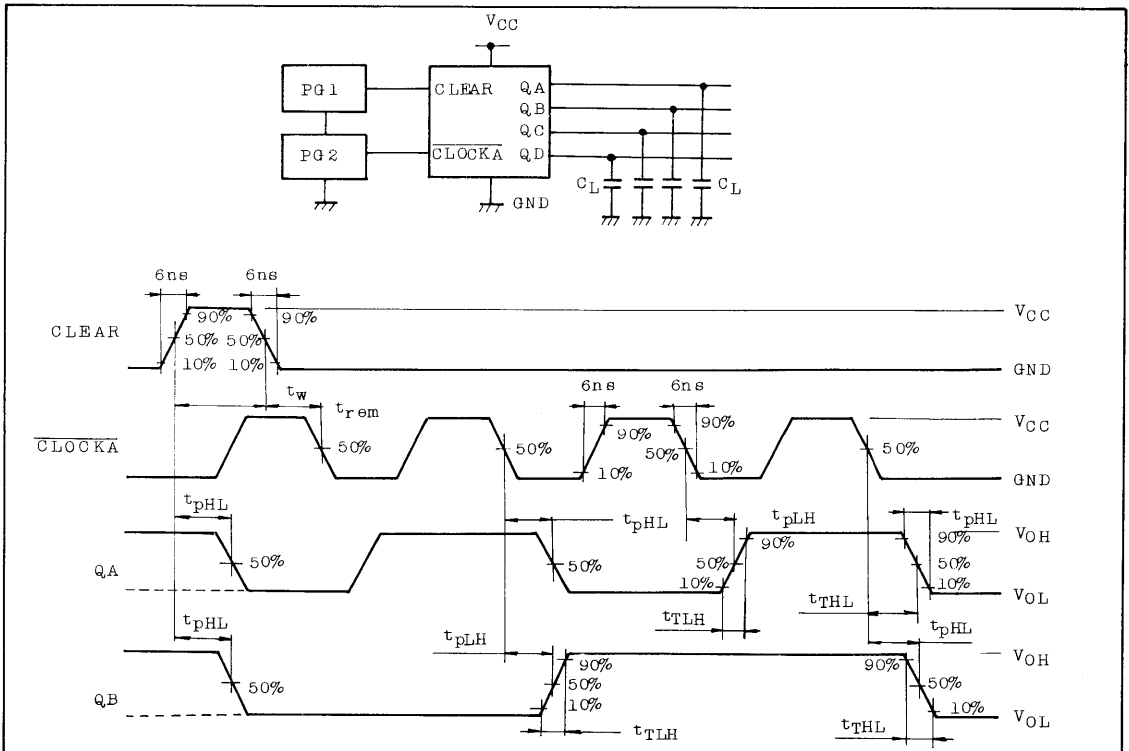 VCC
PG1
CLEAR QA
QB
QC
PG2
CLOCKA QD
CL CL
GND
6ns 6ns
90% 90% VCC
CLEAR 50% 50%
10% 10% GND
tw
trem 6ns 6ns
VCC
CLOCKA 50% 90% 50% 90% 50%
10% 10% GND
tpHL tpHL tpLH tpHL
90% 90% VOH
QA 50% 50% 50% 50%
10% 10% VOL
tTLH tTHL
tpHL tpLH tpHL
90% 90% VOH
QB 50% 50% 50%
10% 10% VOL
tTLH tTHL